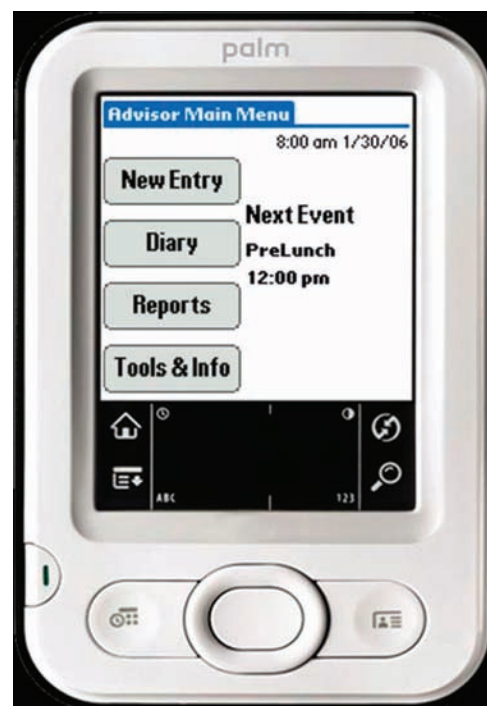 palm
Advisor Main Menu
8:00 am 1/30/06
New Entry
Next Event
Diary
PreLunch
12:00 pm
Reports
Tools & Info
ABC
123